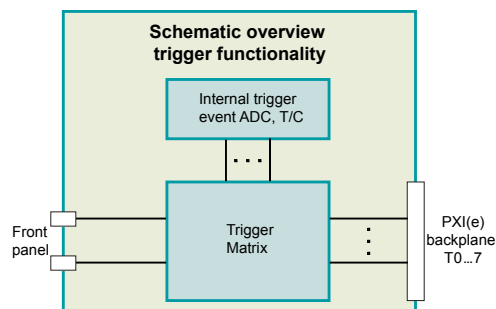 Schematic overview
trigger functionality
Internal trigger
event ADC, T/C
Front
panel
Trigger
Matrix
PXI(e)
backplane
T0...7